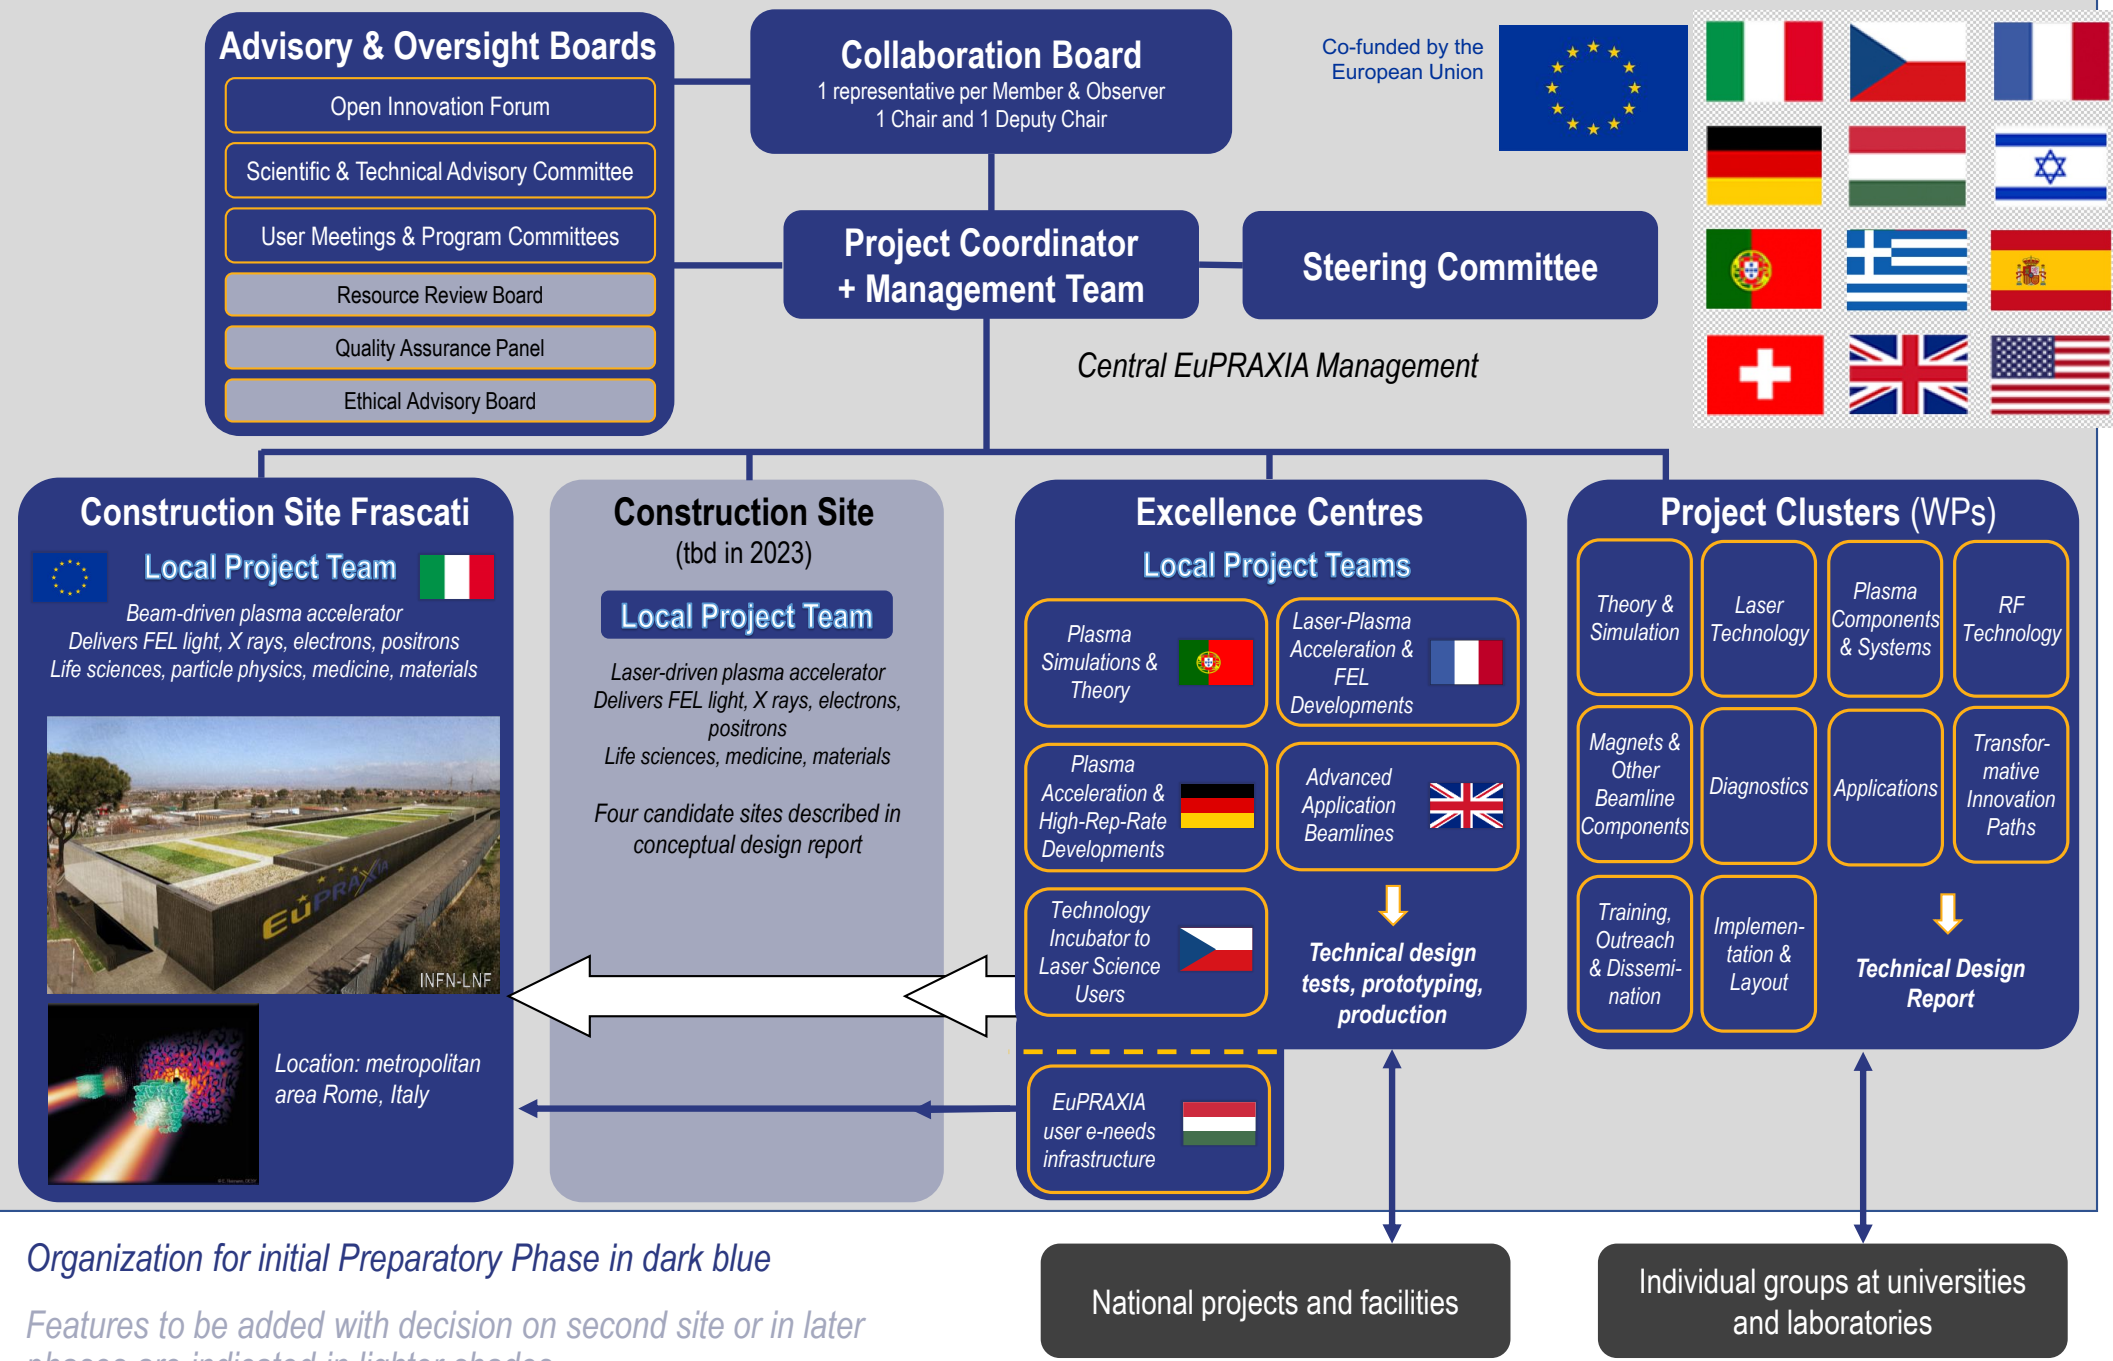 Advisory & Oversight Boards
Open Innovation Forum
Scientific & Technical Advisory Committee
User Meetings & Program Committees
Resource Review Board
Quality Assurance Panel
Ethical Advisory Board
Collaboration Board
1 representative per Member & Observer
1 Chair and 1 Deputy Chair
Co-funded by the
European Union
Project Coordinator
+ Management Team
Steering Committee
Central EuPRAXIA Management
Construction Site Frascati
Local Project Team
Beam-driven plasma accelerator
Delivers FEL light, X rays, electrons, positrons
Life sciences, particle physics, medicine, materials
EuPRAXIA
INFN-LNF
Location: metropolitan
area Rome, Italy
Construction Site
(tbd in 2023)
Local Project Team
Laser-driven plasma accelerator
Delivers FEL light, X rays, electrons,
positrons
Life sciences, medicine, materials
Four candidate sites described in
conceptual design report
Excellence Centres
Local Project Teams
Plasma
Simulations &
Theory
Laser-Plasma
Acceleration &
FEL
Developments
Plasma
Acceleration &
High-Rep-Rate
Developments
Advanced
Application
Beamlines
Technology
Incubator to
Laser Science
Users
Technical design
tests, prototyping,
production
EuPRAXIA
user e-needs
infrastructure
Project Clusters (WPs)
Theory &
Simulation
Laser
Technology
Plasma
Components
& Systems
RF
Technology
Magnets &
Other
Beamline
Components
Diagnostics
Applications
Transfor-
mative
Innovation
Paths
Training,
Outreach
& Dissemi-
nation
Implemen-
tation &
Layout
Technical Design
Report
Organization for initial Preparatory Phase in dark blue
Features to be added with decision on second site or in later
phases are indicated in lighter shades
National projects and facilities
Individual groups at universities
and laboratories